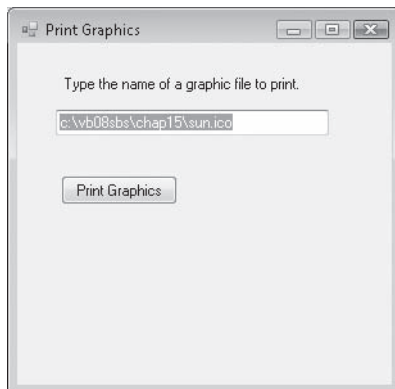 Print Graphics
Type the name of a graphic file to print.
c:\vb08sbs\chap15\sun.ico
Print Graphics